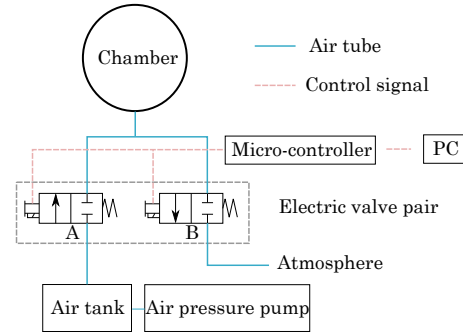 Chamber
Air tube
Control signal
Micro-controller
PC
Electric valve pair
A
B
Atmosphere
Air tank
Air pressure pump